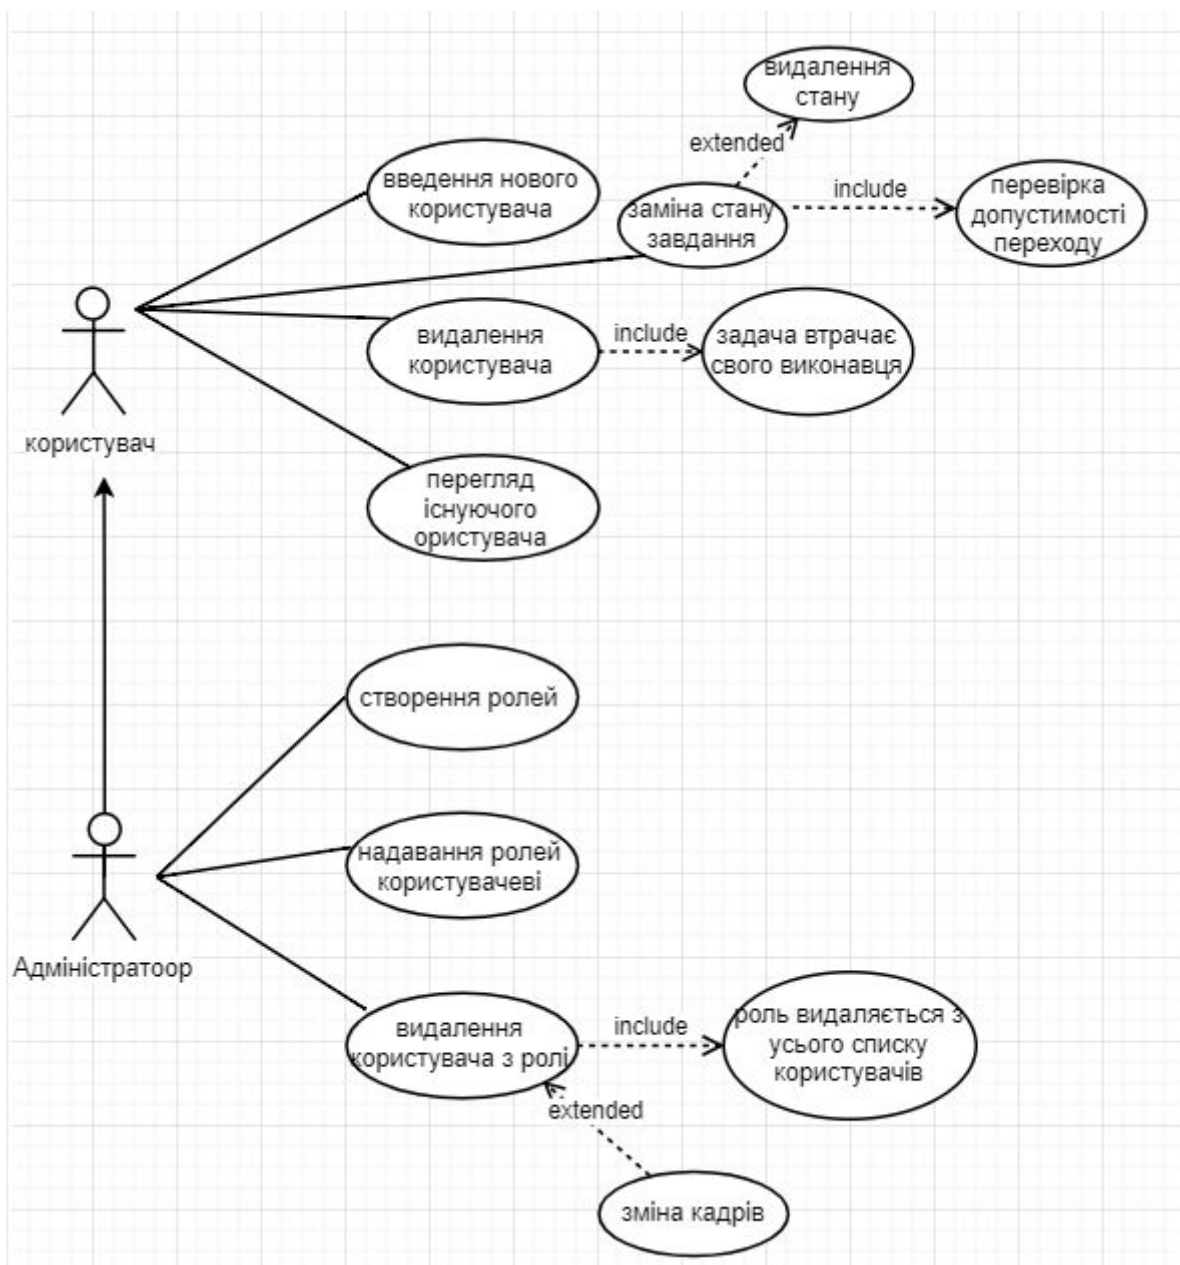 видалення
стану
extended
введення нового
користувача
заміна стану
завдання
include
перевірка
допустимості
переходу
видалення
користувача
include
задача втрачає
свого виконавця
користувач
перегляд
існуючого
ористувача
створення ролей
надавання ролей
користувачеві
Адміністратоор
видалення
користувача з ролі
include
роль видаляється з
усього списку
користувачів
extended
зміна кадрів